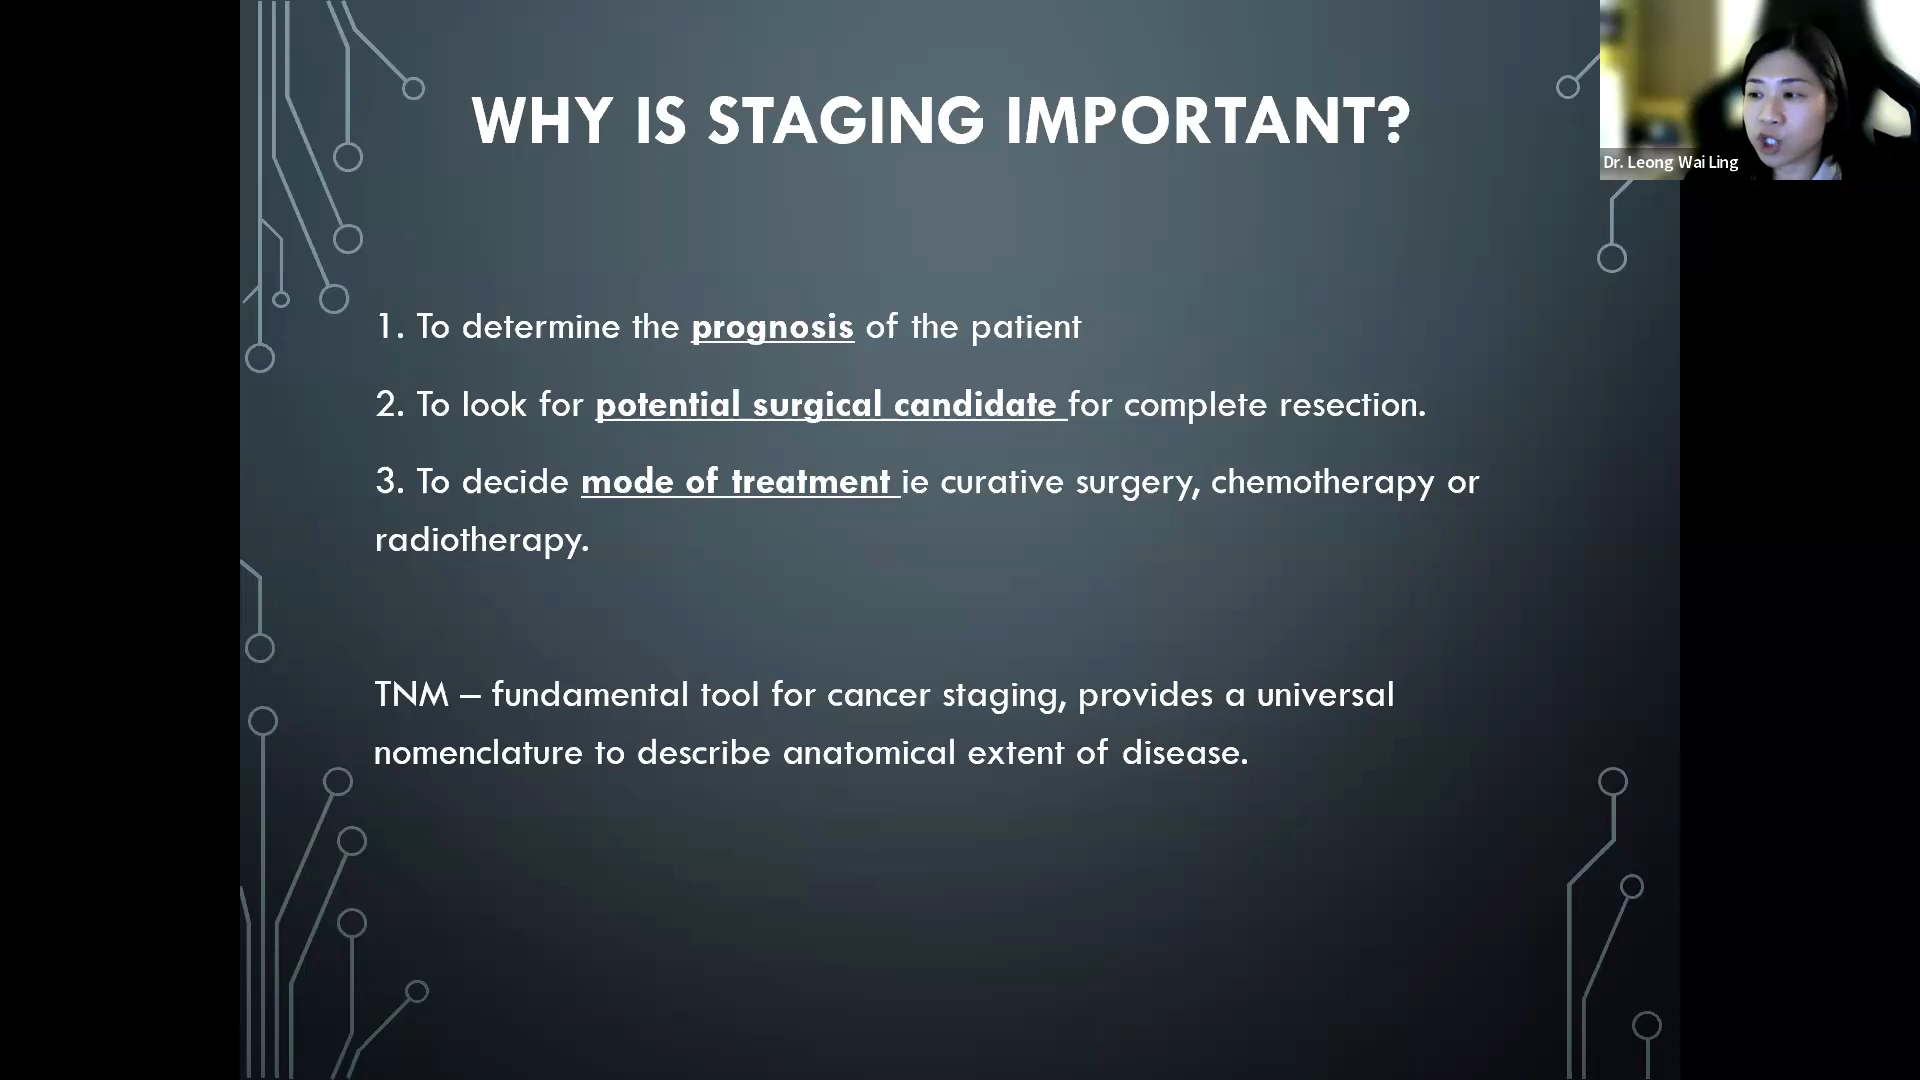 WHY IS STAGING IMPORTANT?
Dr. Leong Wai Ling
1. To determine the prognosis of the patient
2. To look for potential surgical candidate for complete resection.
3. To decide mode of treatment ie curative surgery, chemotherapy or
radiotherapy.
TNM – fundamental tool for cancer staging, provides a universal
nomenclature to describe anatomical extent of disease.